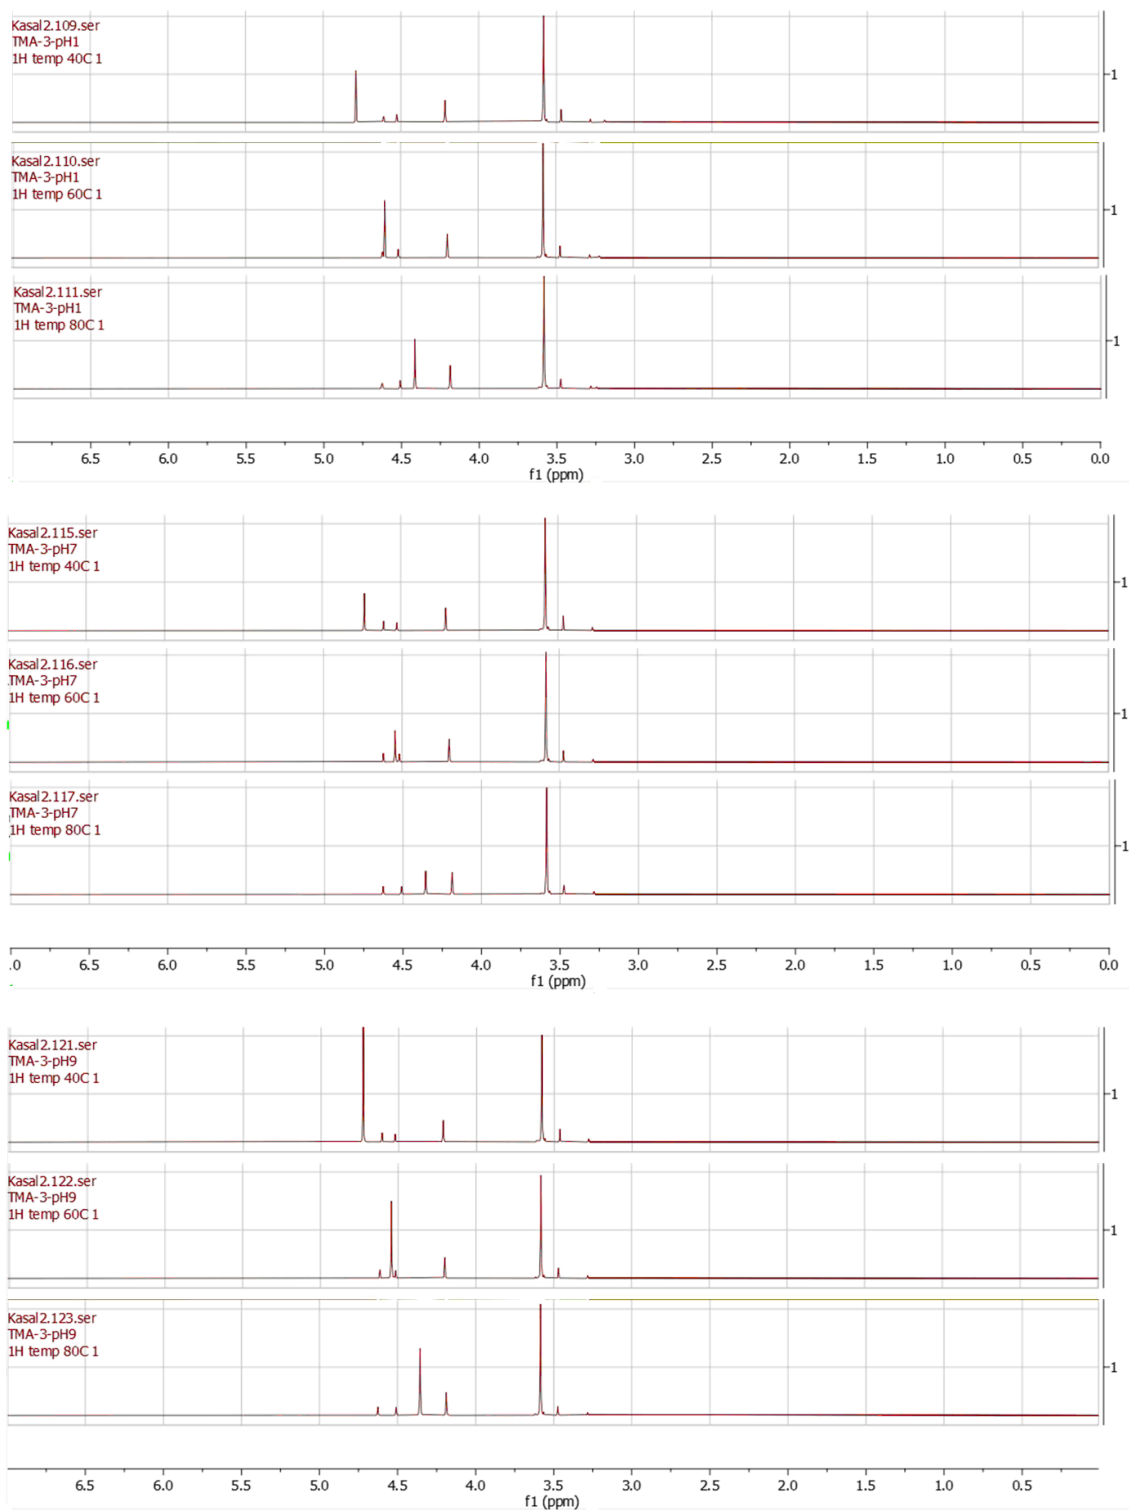 Kasal2.109.ser
TMA-3-pH1
1H temp 40C 1
1
Kasal2.110.ser
TMA-3-pH1
1H temp 60C 1
1
Kasal2.111.ser
TMA-3-pH1
1H temp 80C 1
1
6.5 6.0 5.5 5.0 4.5 4.0 3.5 3.0 2.5 2.0 1.5 1.0 0.5 0.0
f1 (ppm)
Kasal2.115.ser
TMA-3-pH7
1H temp 40C 1
1
Kasal2.116.ser
TMA-3-pH7
1H temp 60C 1
1
Kasal2.117.ser
TMA-3-pH7
1H temp 80C 1
1
.0 6.5 6.0 5.5 5.0 4.5 4.0 3.5 3.0 2.5 2.0 1.5 1.0 0.5 0.0
f1 (ppm)
Kasal2.121.ser
TMA-3-pH9
1H temp 40C 1
1
Kasal2.122.ser
TMA-3-pH9
1H temp 60C 1
1
Kasal2.123.ser
TMA-3-pH9
1H temp 80C 1
1
6.5 6.0 5.5 5.0 4.5 4.0 3.5 3.0 2.5 2.0 1.5 1.0 0.5
f1 (ppm)